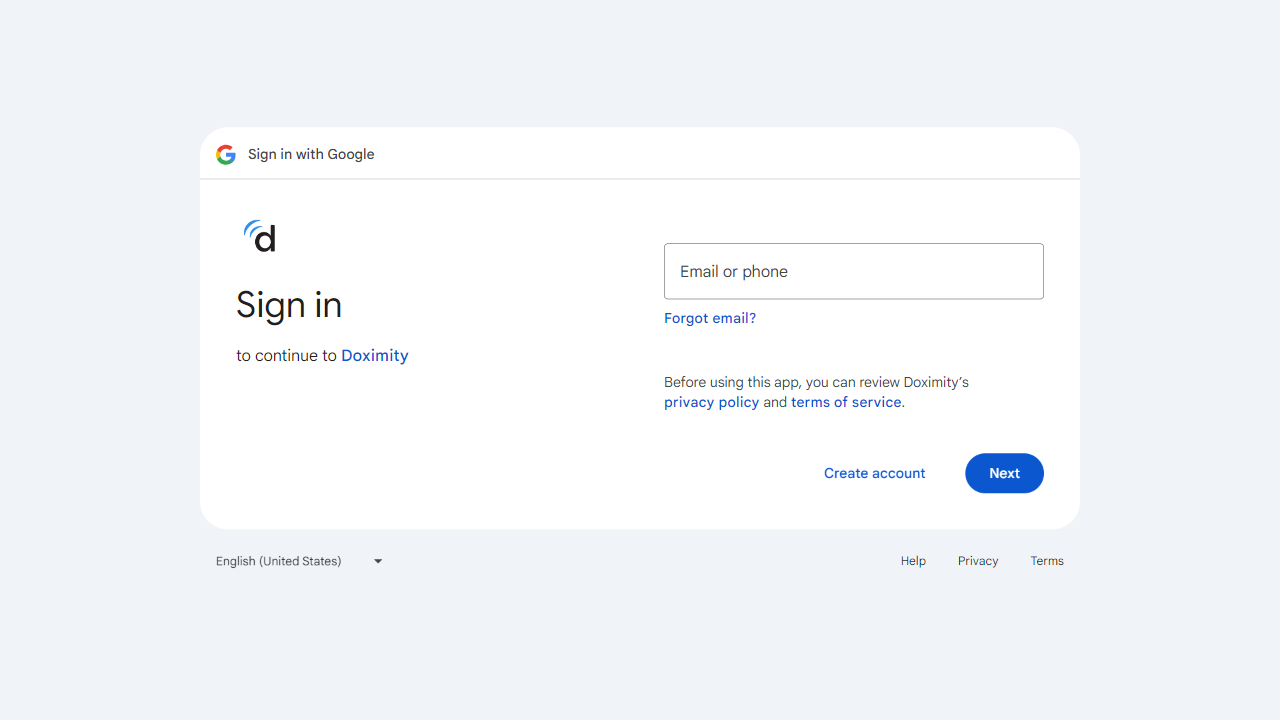 Sign in with Google
d
Sign in
to continue to Doximity
Email or phone
Forgot email?
Before using this app, you can review Doximity’s
privacy policy and terms of service.
Create account
Next
English (United States)
Help
Privacy
Terms